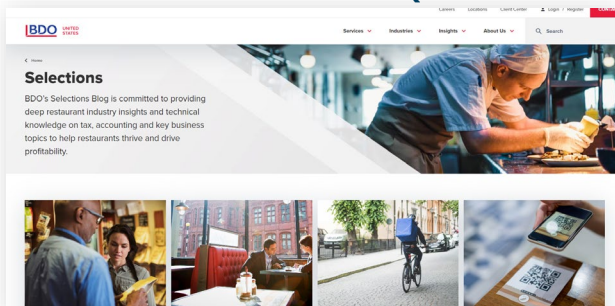 Careers Locations Client Center Login / Register
BDO UNITED STATES
Services Industries Insights About Us Search
Home
Selections
BDO's Selections Blog is committed to providing
deep restaurant industry insights and technical
knowledge on tax, accounting and key business
topics to help restaurants thrive and drive
profitability.